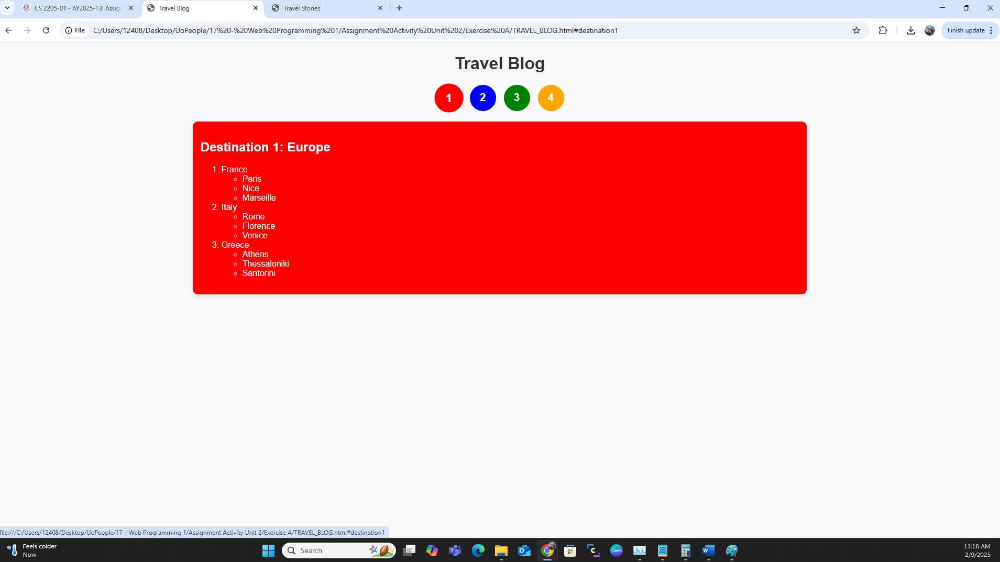 CS 2205-01 - AY2025-T3: Assign
Travel Blog
Travel Stories
File
C:/Users/12408/Desktop/UoPeople/17%20-%20Web%20Programming%201/Assignment%20Activity%20Unit%202/Exercise%20A/TRAVEL_BLOG.html#destination1
Finish update
Travel Blog
1 2 3 4
Destination 1: Europe
1. France
Paris
Nice
Marseille
2. Italy
Rome
Florence
Venice
3. Greece
Athens
Thessaloniki
Santorini
file:///C:/Users/12408/Desktop/UoPeople/17 - Web Programming 1/Assignment Activity Unit 2/Exercise A/TRAVEL_BLOG.html#destination1
Feels colder
Now
Search
Canva
11:18 AM
2/9/2025